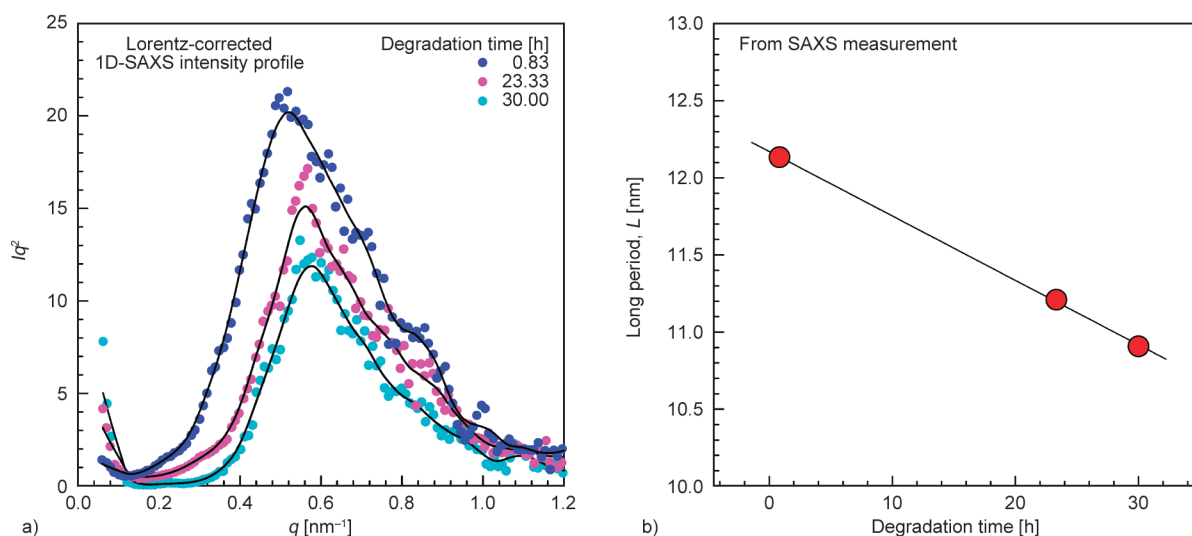 Lorentz-corrected
1D-SAXS intensity profile
Degradation time [h]
0.83
23.33
30.00
25
20
15
10
5
0
Iq²
0
0.2
0.4
0.6
0.8
1.0
1.2
q [nm⁻¹]
a)
From SAXS measurement
13.0
12.5
12.0
11.5
11.0
10.5
10.0
Long period, L [nm]
0
10
20
30
Degradation time [h]
b)